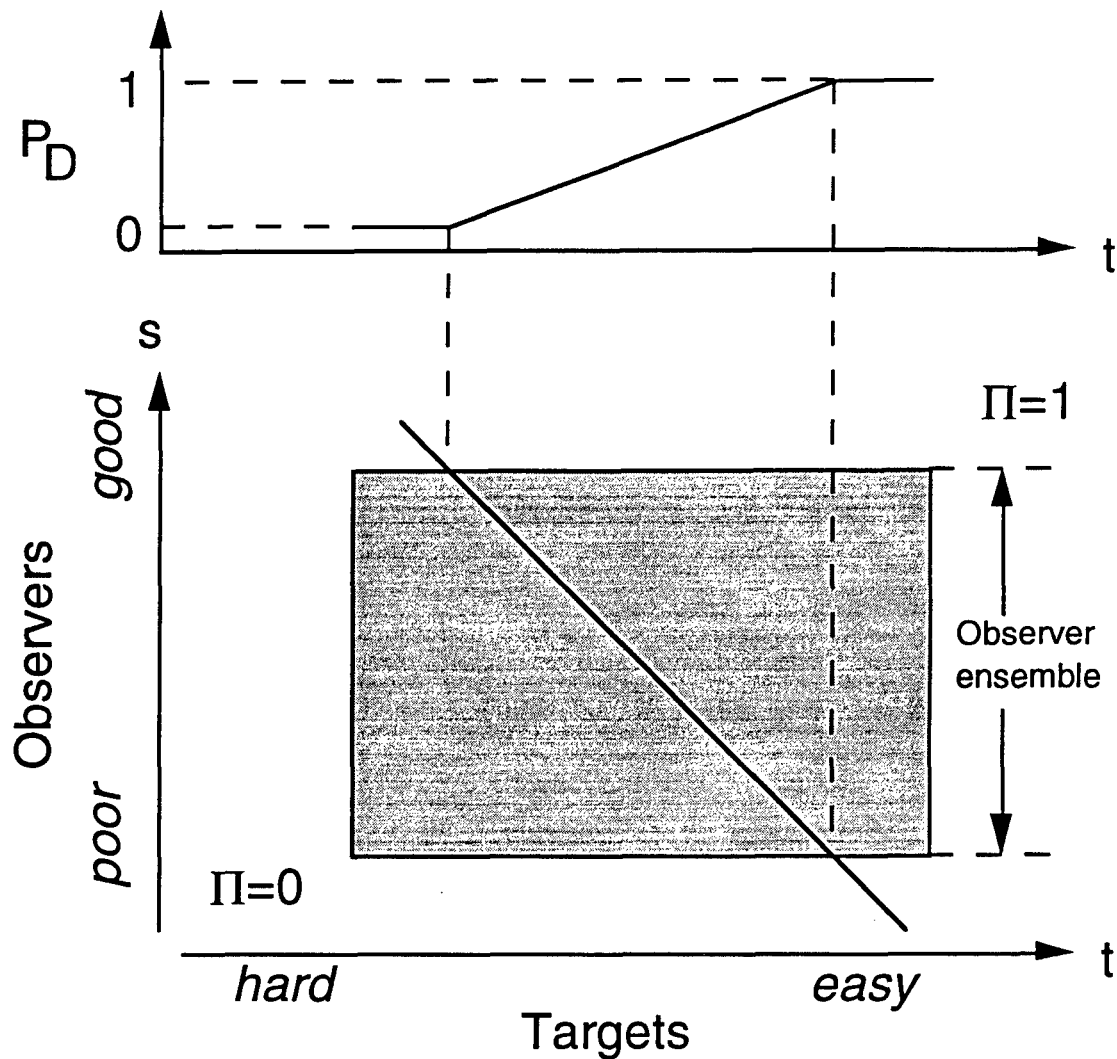 1
P_D
0
t
s
good
Π=1
Observers
Observer
ensemble
poor
Π=0
t
hard
easy
Targets